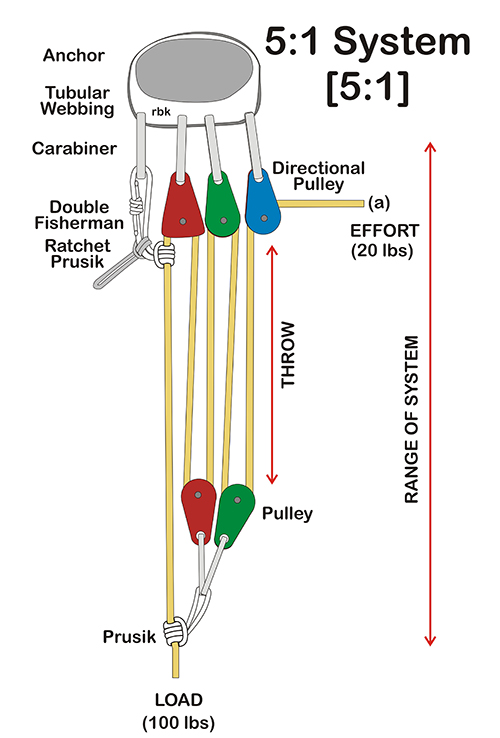 5:1 System
[5:1]
Anchor
Tubular
Webbing
rbk
Carabiner
Directional
Pulley
(a)
EFFORT
(20 lbs)
Double
Fisherman
Ratchet
Prusik
THROW
RANGE OF SYSTEM
Pulley
Prusik
LOAD
(100 lbs)